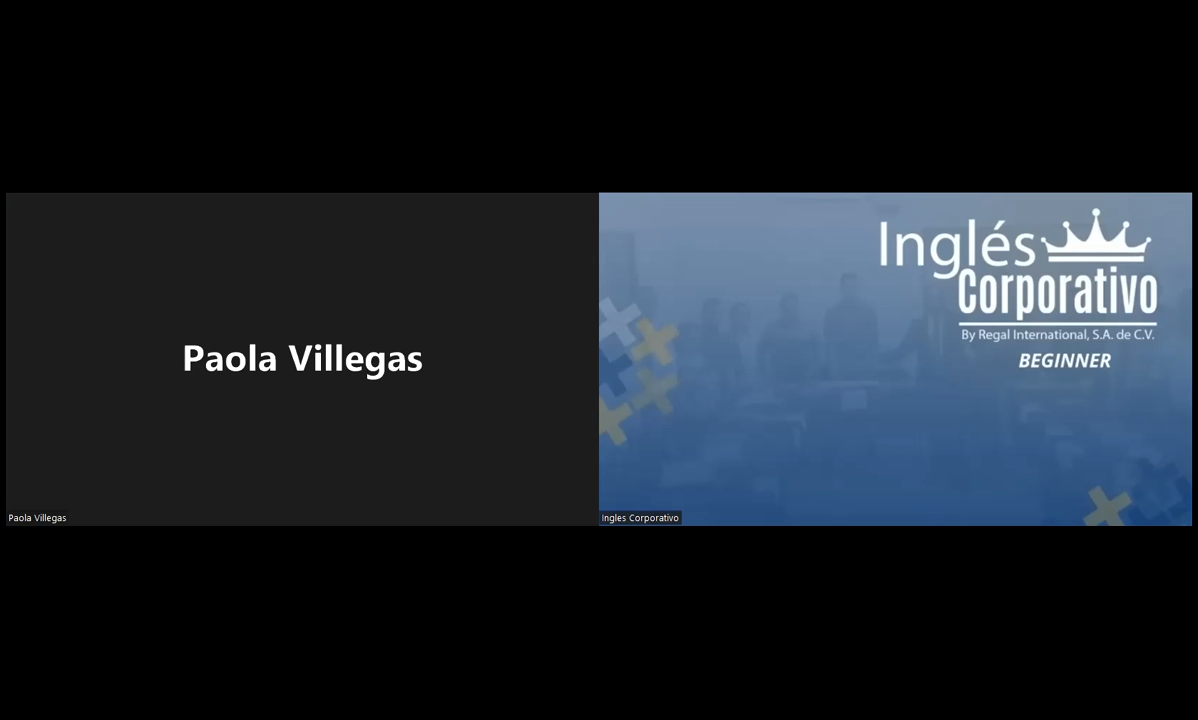 Paola Villegas
Paola Villegas
Inglés
Corporativo
By Regal International, S.A. de C.V.
BEGINNER
Ingles Corporativo